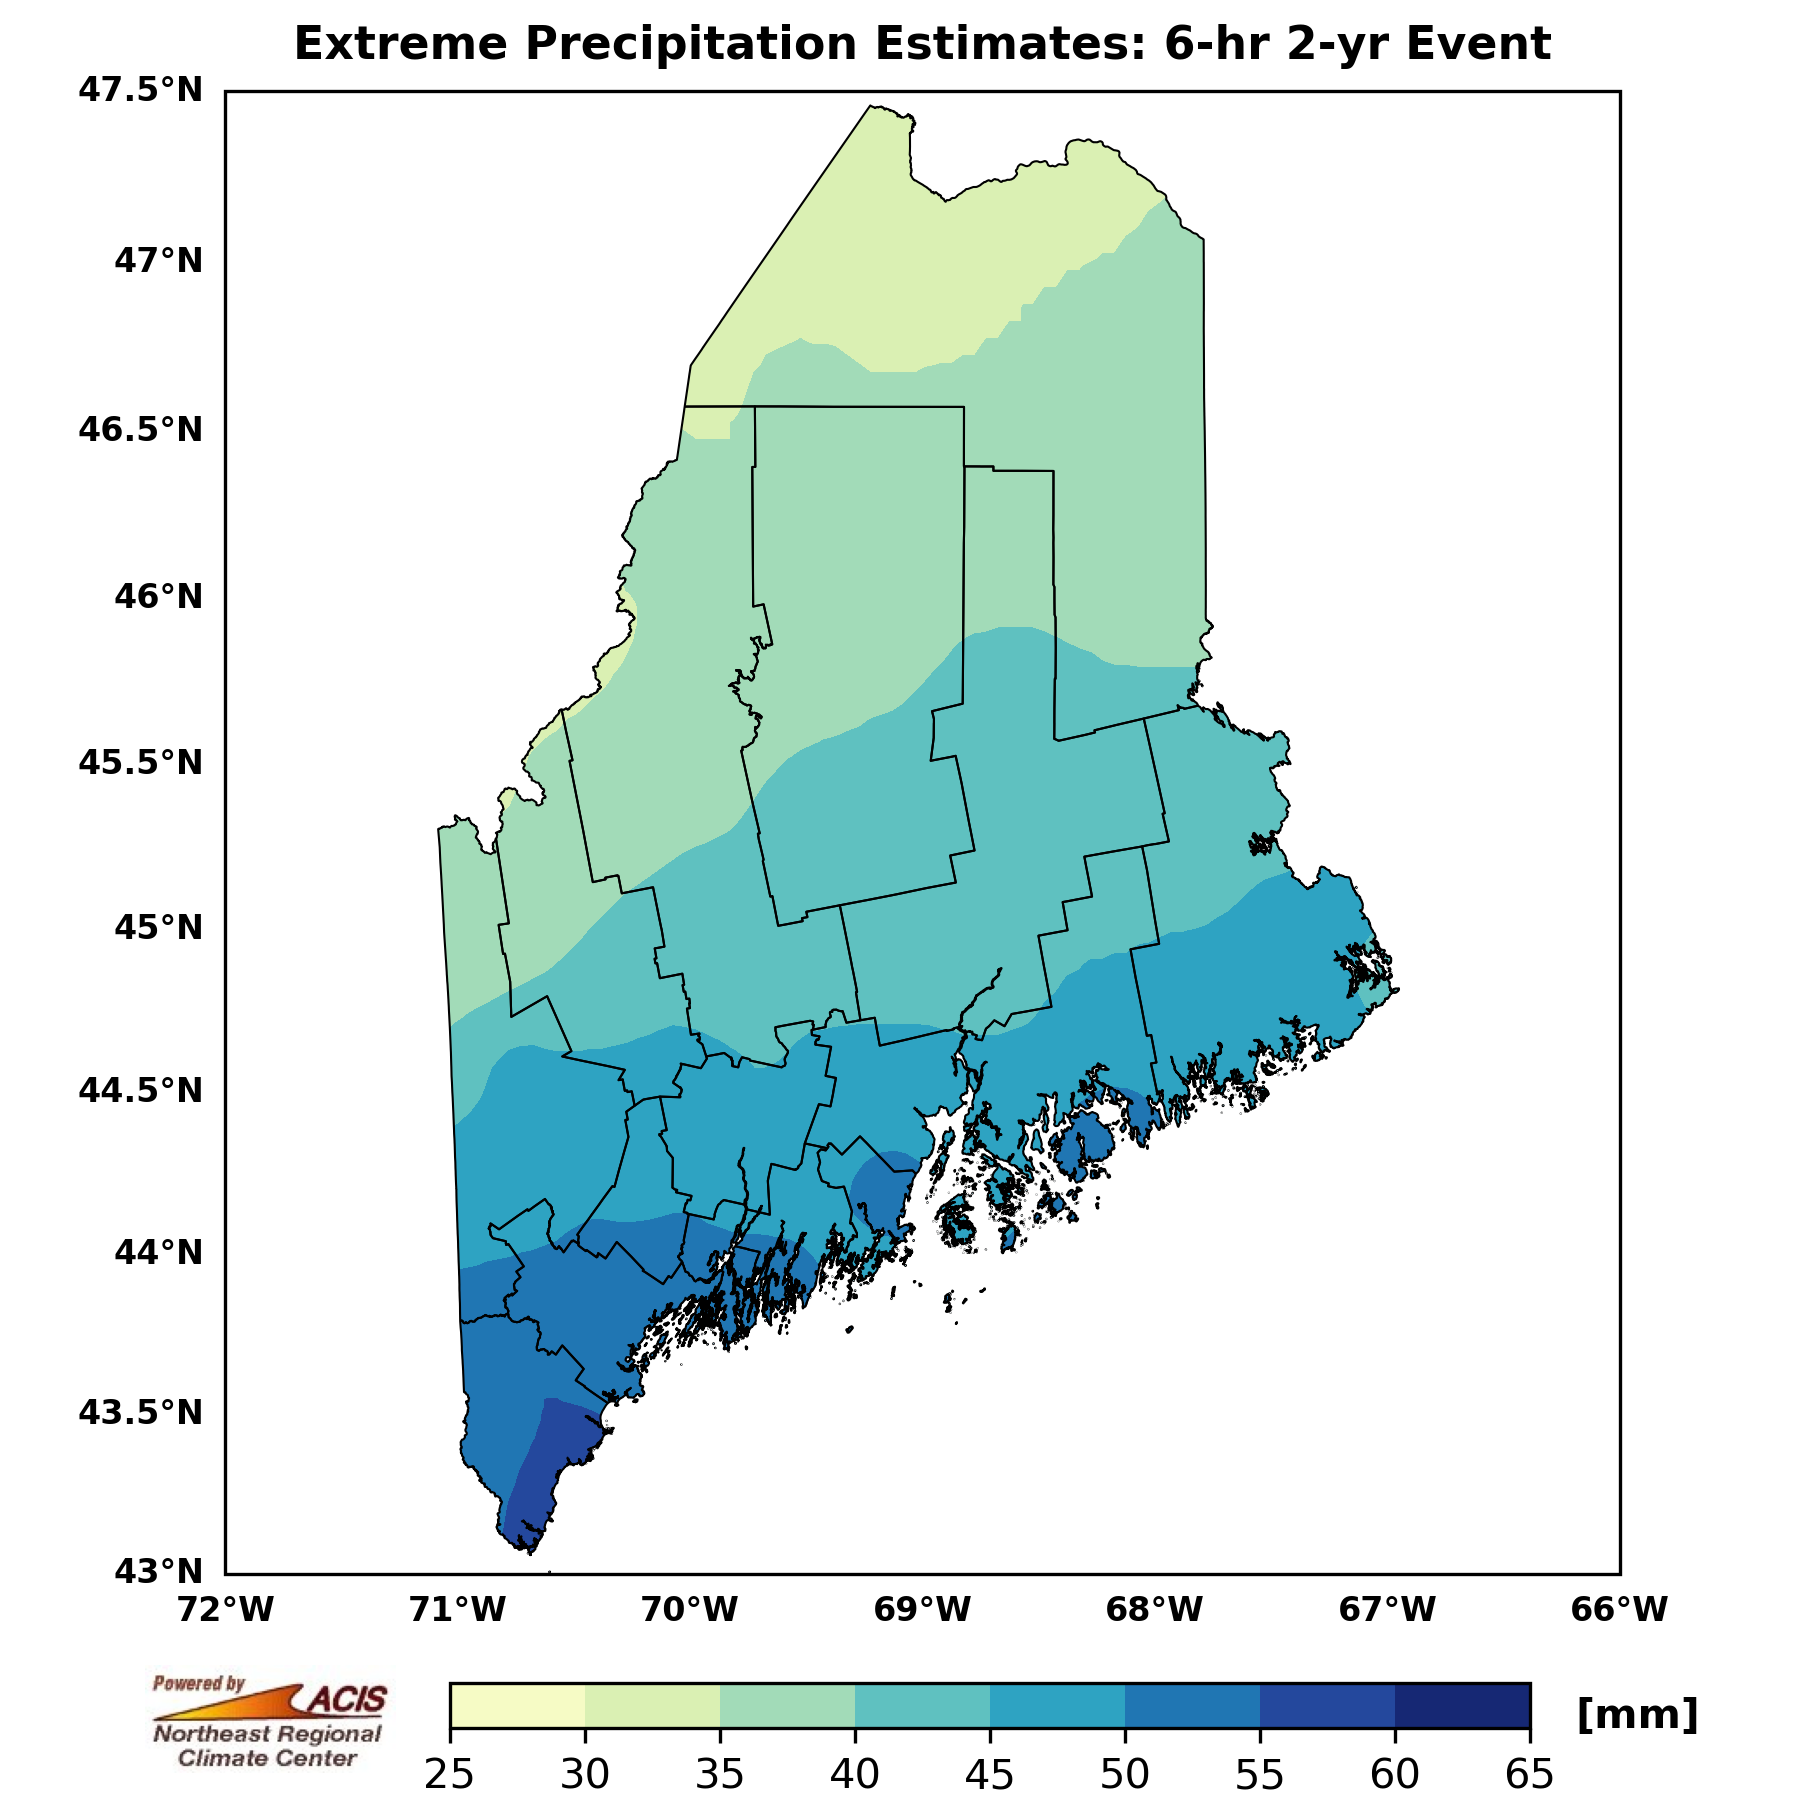 Extreme Precipitation Estimates: 6-hr 2-yr Event
47.5°N
47°N
46.5°N
46°N
45.5°N
45°N
44.5°N
44°N
43.5°N
43°N
72°W 71°W 70°W 69°W 68°W 67°W 66°W
Powered by
ACIS
Northeast Regional
Climate Center
[mm]
25 30 35 40 45 50 55 60 65